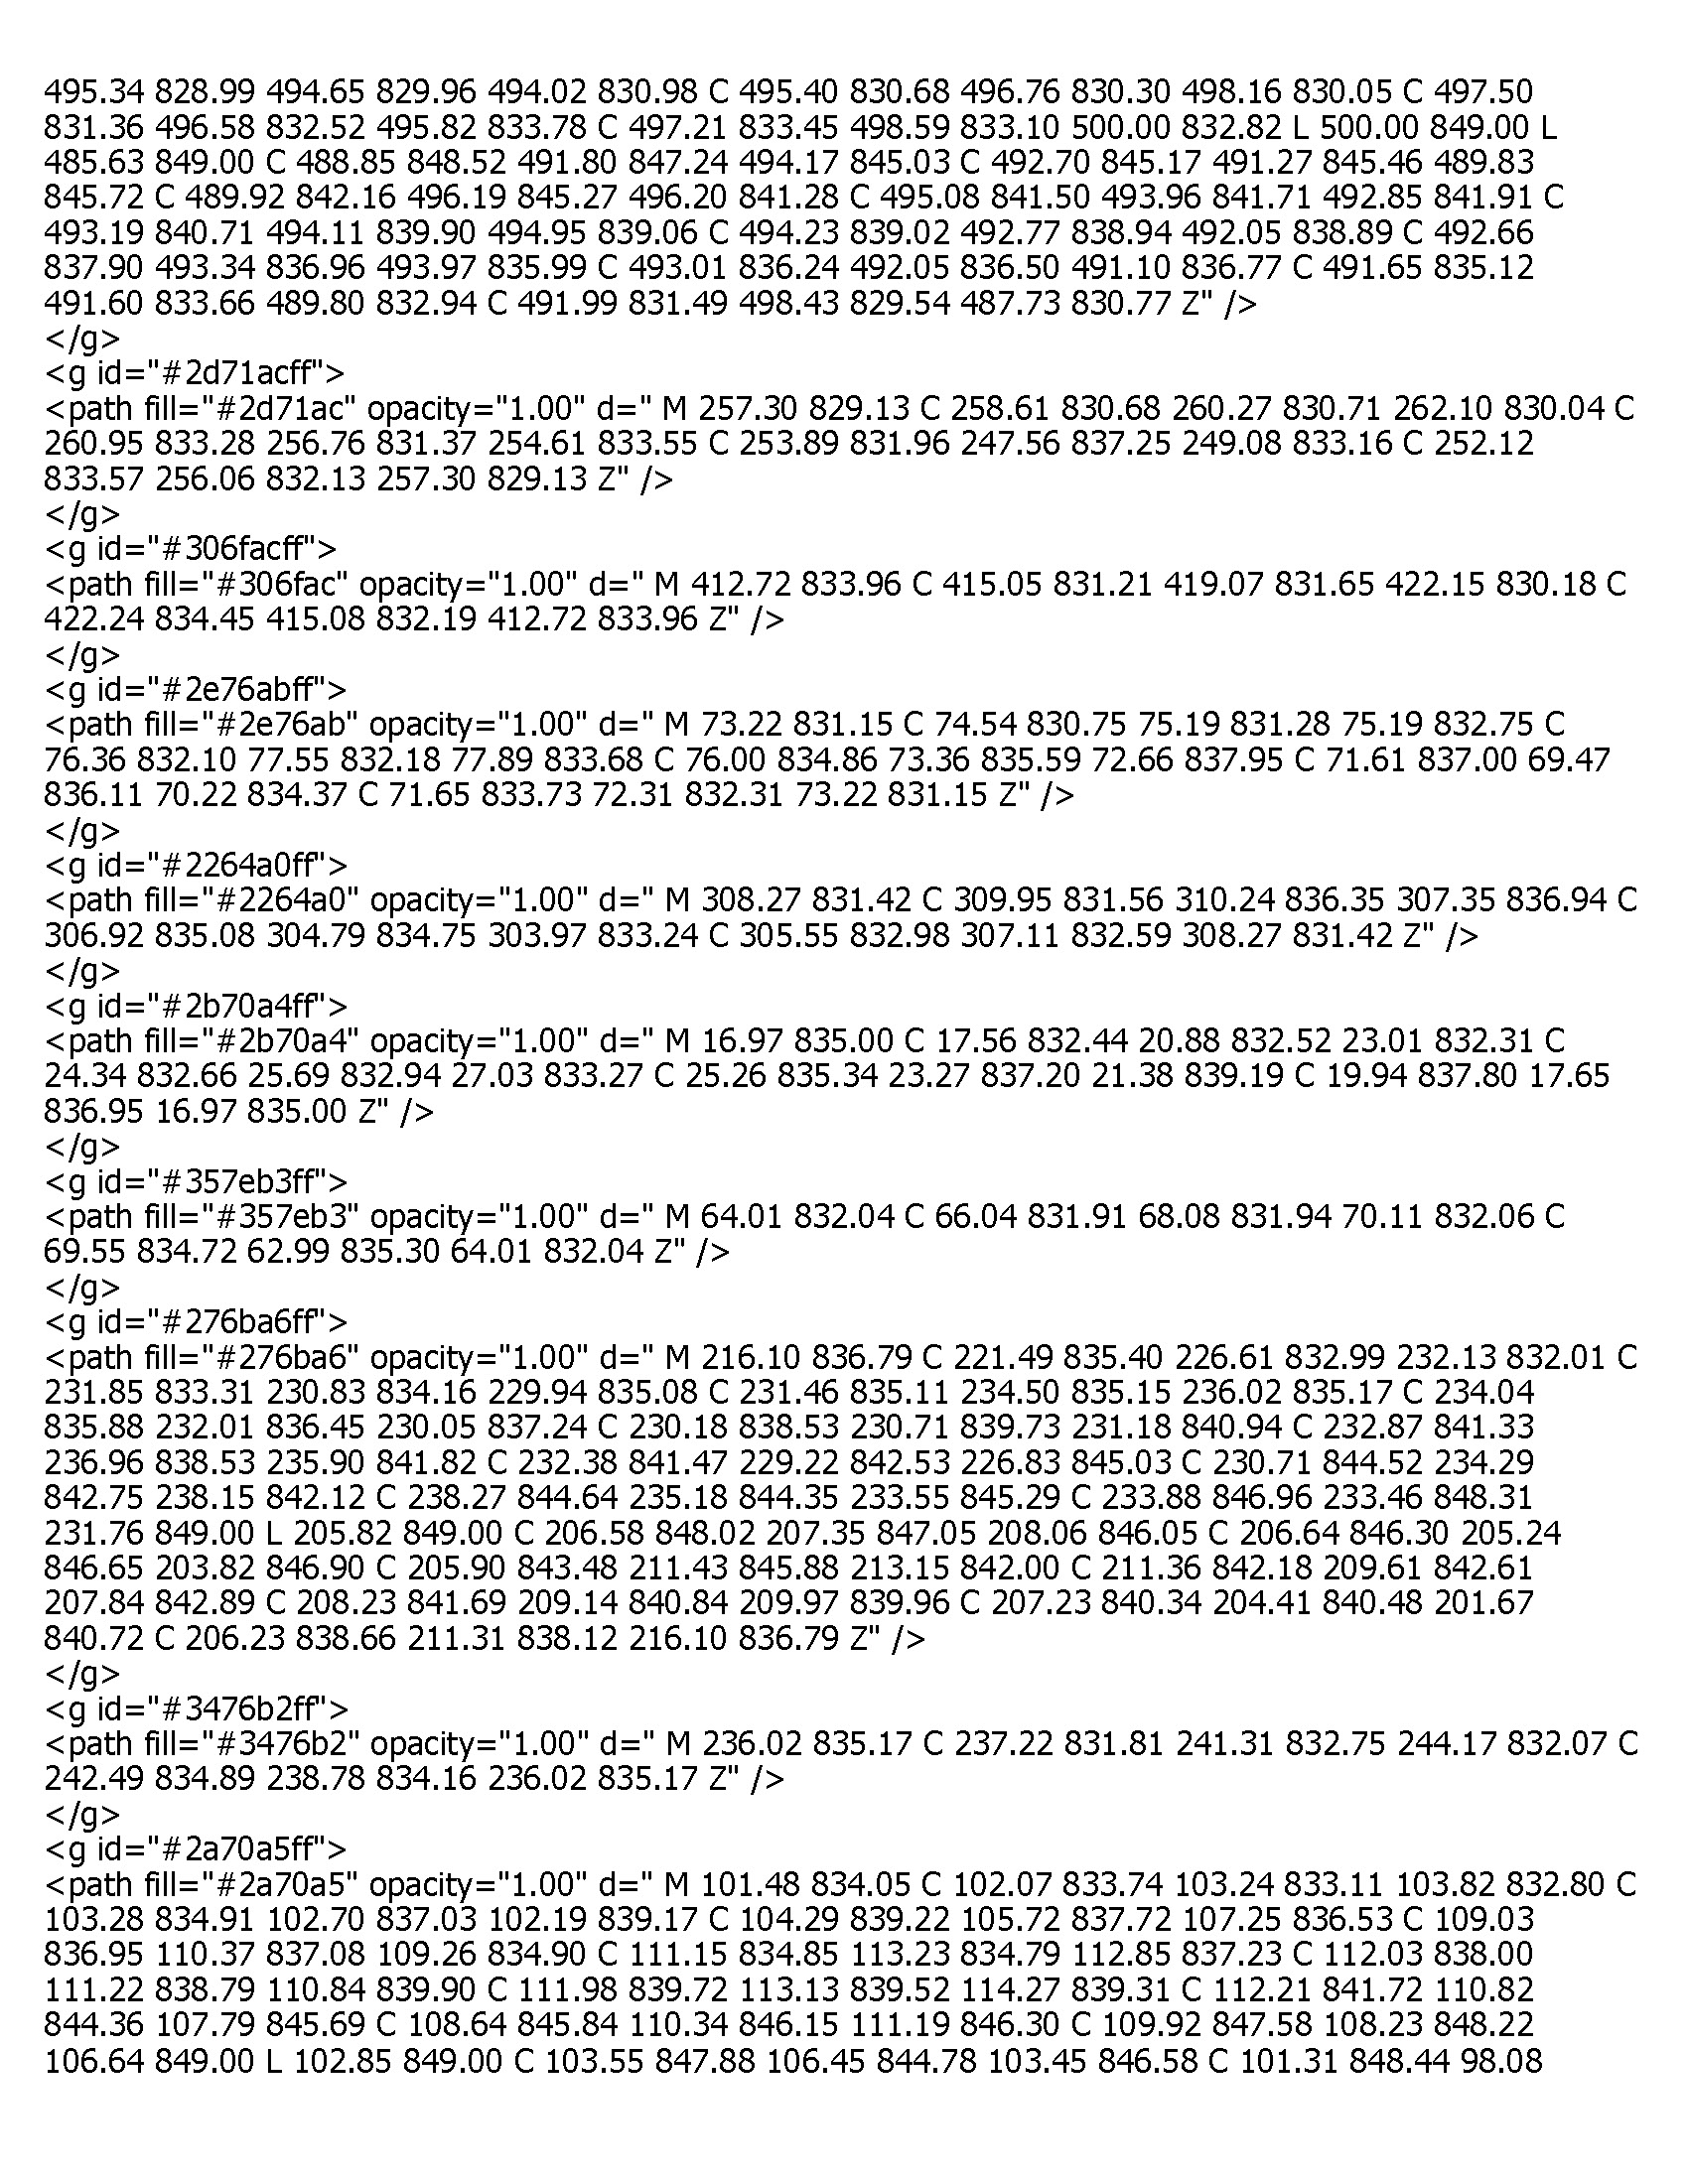 495.34 828.99 494.65 829.96 494.02 830.98 C 495.40 830.68 496.76 830.30 498.16 830.05 C 497.50
831.36 496.58 832.52 495.82 833.78 C 497.21 833.45 498.59 833.10 500.00 832.82 L 500.00 849.00 L
485.63 849.00 C 488.85 848.52 491.80 847.24 494.17 845.03 C 492.70 845.17 491.27 845.46 489.83
845.72 C 489.92 842.16 496.19 845.27 496.20 841.28 C 495.08 841.50 493.96 841.71 492.85 841.91 C
493.19 840.71 494.11 839.90 494.95 839.06 C 494.23 839.02 492.77 838.94 492.05 838.89 C 492.66
837.90 493.34 836.96 493.97 835.99 C 493.01 836.24 492.05 836.50 491.10 836.77 C 491.65 835.12
491.60 833.66 489.80 832.94 C 491.99 831.49 498.43 829.54 487.73 830.77 Z" />
</g>
<g id="#2d71acff">
<path fill="#2d71ac" opacity="1.00" d=" M 257.30 829.13 C 258.61 830.68 260.27 830.71 262.10 830.04 C
260.95 833.28 256.76 831.37 254.61 833.55 C 253.89 831.96 247.56 837.25 249.08 833.16 C 252.12
833.57 256.06 832.13 257.30 829.13 Z" />
</g>
<g id="#306facff">
<path fill="#306fac" opacity="1.00" d=" M 412.72 833.96 C 415.05 831.21 419.07 831.65 422.15 830.18 C
422.24 834.45 415.08 832.19 412.72 833.96 Z" />
</g>
<g id="#2e76abff">
<path fill="#2e76ab" opacity="1.00" d=" M 73.22 831.15 C 74.54 830.75 75.19 831.28 75.19 832.75 C
76.36 832.10 77.55 832.18 77.89 833.68 C 76.00 834.86 73.36 835.59 72.66 837.95 C 71.61 837.00 69.47
836.11 70.22 834.37 C 71.65 833.73 72.31 832.31 73.22 831.15 Z" />
</g>
<g id="#2264a0ff">
<path fill="#2264a0" opacity="1.00" d=" M 308.27 831.42 C 309.95 831.56 310.24 836.35 307.35 836.94 C
306.92 835.08 304.79 834.75 303.97 833.24 C 305.55 832.98 307.11 832.59 308.27 831.42 Z" />
</g>
<g id="#2b70a4ff">
<path fill="#2b70a4" opacity="1.00" d=" M 16.97 835.00 C 17.56 832.44 20.88 832.52 23.01 832.31 C
24.34 832.66 25.69 832.94 27.03 833.27 C 25.26 835.34 23.27 837.20 21.38 839.19 C 19.94 837.80 17.65
836.95 16.97 835.00 Z" />
</g>
<g id="#357eb3ff">
<path fill="#357eb3" opacity="1.00" d=" M 64.01 832.04 C 66.04 831.91 68.08 831.94 70.11 832.06 C
69.55 834.72 62.99 835.30 64.01 832.04 Z" />
</g>
<g id="#276ba6ff">
<path fill="#276ba6" opacity="1.00" d=" M 216.10 836.79 C 221.49 835.40 226.61 832.99 232.13 832.01 C
231.85 833.31 230.83 834.16 229.94 835.08 C 231.46 835.11 234.50 835.15 236.02 835.17 C 234.04
835.88 232.01 836.45 230.05 837.24 C 230.18 838.53 230.71 839.73 231.18 840.94 C 232.87 841.33
236.96 838.53 235.90 841.82 C 232.38 841.47 229.22 842.53 226.83 845.03 C 230.71 844.52 234.29
842.75 238.15 842.12 C 238.27 844.64 235.18 844.35 233.55 845.29 C 233.88 846.96 233.46 848.31
231.76 849.00 L 205.82 849.00 C 206.58 848.02 207.35 847.05 208.06 846.05 C 206.64 846.30 205.24
846.65 203.82 846.90 C 205.90 843.48 211.43 845.88 213.15 842.00 C 211.36 842.18 209.61 842.61
207.84 842.89 C 208.23 841.69 209.14 840.84 209.97 839.96 C 207.23 840.34 204.41 840.48 201.67
840.72 C 206.23 838.66 211.31 838.12 216.10 836.79 Z" />
</g>
<g id="#3476b2ff">
<path fill="#3476b2" opacity="1.00" d=" M 236.02 835.17 C 237.22 831.81 241.31 832.75 244.17 832.07 C
242.49 834.89 238.78 834.16 236.02 835.17 Z" />
</g>
<g id="#2a70a5ff">
<path fill="#2a70a5" opacity="1.00" d=" M 101.48 834.05 C 102.07 833.74 103.24 833.11 103.82 832.80 C
103.28 834.91 102.70 837.03 102.19 839.17 C 104.29 839.22 105.72 837.72 107.25 836.53 C 109.03
836.95 110.37 837.08 109.26 834.90 C 111.15 834.85 113.23 834.79 112.85 837.23 C 112.03 838.00
111.22 838.79 110.84 839.90 C 111.98 839.72 113.13 839.52 114.27 839.31 C 112.21 841.72 110.82
844.36 107.79 845.69 C 108.64 845.84 110.34 846.15 111.19 846.30 C 109.92 847.58 108.23 848.22
106.64 849.00 L 102.85 849.00 C 103.55 847.88 106.45 844.78 103.45 846.58 C 101.31 848.44 98.08